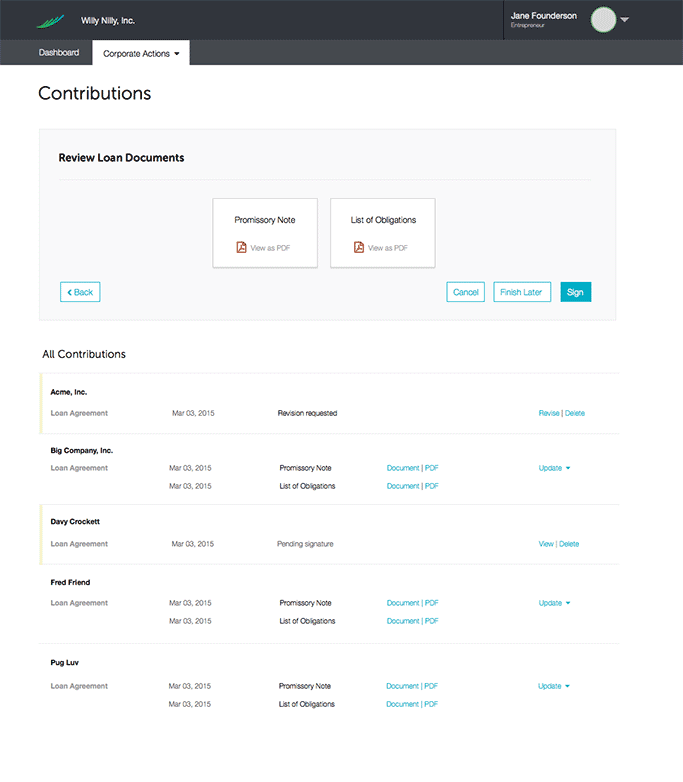 Willy Nilly, Inc.
Jane Founderson
Entrepreneur
Dashboard
Corporate Actions
Contributions
Review Loan Documents
Promissory Note
List of Obligations
View as PDF
View as PDF
Back
Cancel
Finish Later
Sign
All Contributions
Acme, Inc.
Loan Agreement Mar 03, 2015 Revision requested Revise | Delete
Big Company, Inc.
Loan Agreement Mar 03, 2015 Promissory Note Document | PDF Update
Mar 03, 2015 List of Obligations Document | PDF
Davy Crockett
Loan Agreement Mar 03, 2015 Pending signature View | Delete
Fred Friend
Loan Agreement Mar 03, 2015 Promissory Note Document | PDF Update
Mar 03, 2015 List of Obligations Document | PDF
Pug Luv
Loan Agreement Mar 03, 2015 Promissory Note Document | PDF Update
Mar 03, 2015 List of Obligations Document | PDF